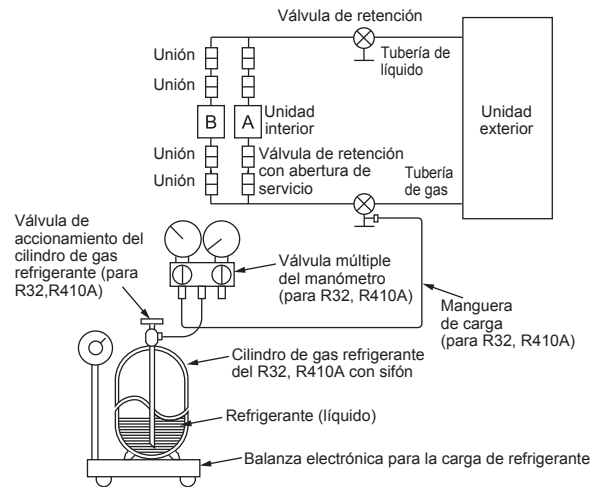 Válvula de retención
Unión
Tubería de
líquido
Unión
B
A
Unidad
interior
Unidad
exterior
Unión
Válvula de retención
con abertura de
servicio
Unión
Tubería
de gas
Válvula de
accionamiento del
cilindro de gas
refrigerante (para
R32,R410A)
Válvula múltiple
del manómetro
(para R32, R410A)
Manguera
de carga
(para R32, R410A)
Cilindro de gas refrigerante
del R32, R410A con sifón
Refrigerante (líquido)
Balanza electrónica para la carga de refrigerante